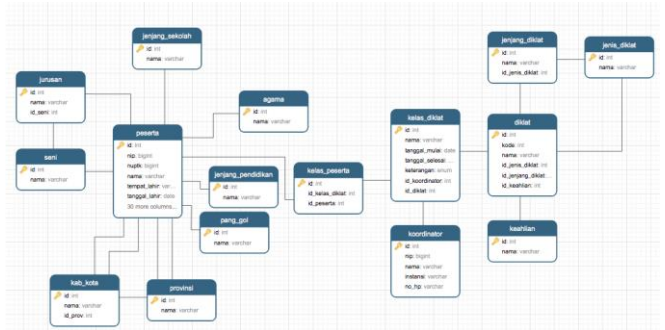 jenjang_sekolah
id: int
nama: varchar
jurusan
id: int
nama: varchar
id_seni: int
seni
id: int
nama: varchar
peserta
id: int
nip: bigint
nuptk: bigint
nama: varchar
tempat_lahir: var...
tanggal_lahir: date
30 more columns...
agama
id: int
nama: varchar
jenjang_pendidikan
id: int
nama: varchar
pang_gol
id: int
nama: varchar
kab_kota
id: int
nama: varchar
id_prov: int
provinsi
id: int
nama: varchar
kelas_peserta
id: int
id_kelas_diklat: int
id_peserta: int
kelas_diklat
id: int
nama: varchar
tanggal_mulai: date
tanggal_selesai: ...
keterangan: enum
id_koordinator: int
id_diklat: int
koordinator
id: int
nip: bigint
nama: varchar
instansi: varchar
no_hp: varchar
jenjang_diklat
id: int
nama: varchar
id_jenis_diklat: int
jenis_diklat
id: int
nama: varchar
diklat
id: int
kode: int
nama: varchar
id_jenis_diklat: int
id_jenjang_diklat:...
id_keahlian: int
keahlian
id: int
nama: varchar